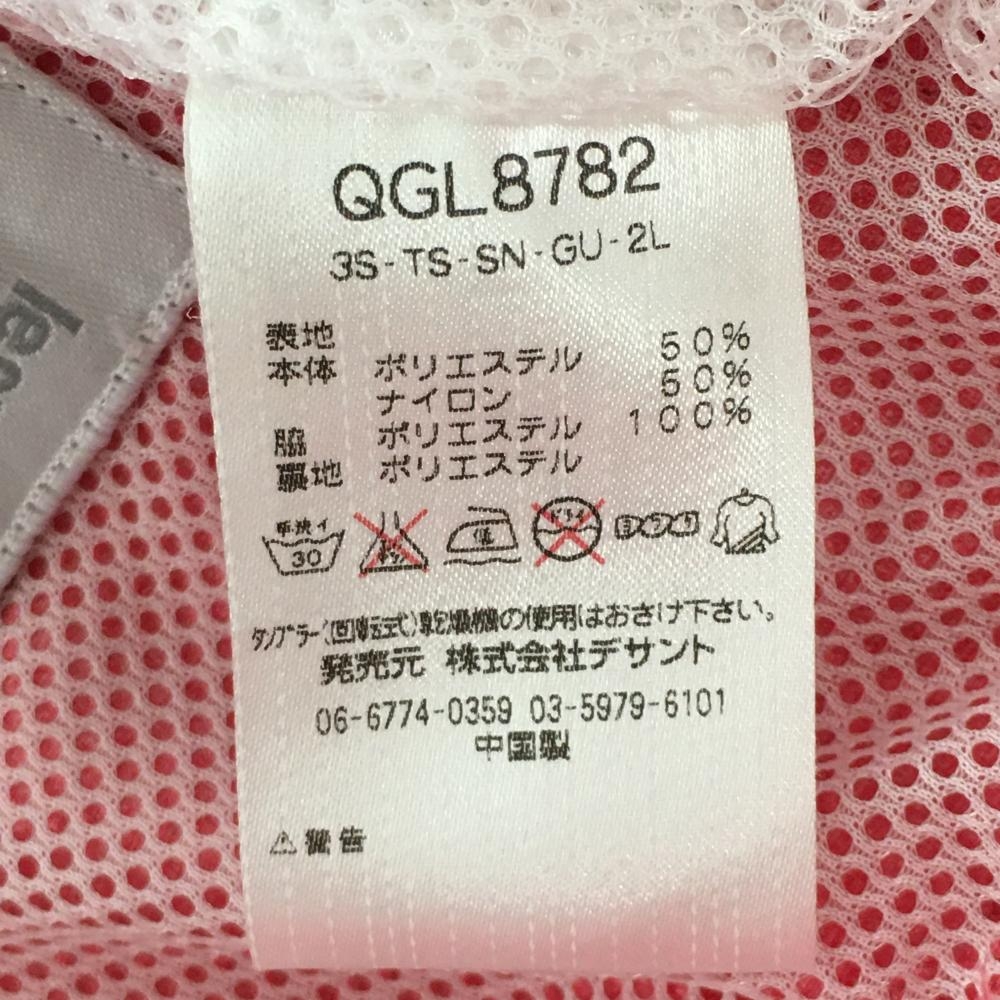 QGL8782
3S-TS-SN-GU-2L
表地
本体 ポリエステル 50%
ナイロン 50%
脇 ポリエステル 100%
裏地 ポリエステル
手洗イ
30
低
ドライ
タンブラー(回転式)乾燥機の使用はおさけ下さい。
発売元 株式会社デサント
06-6774-0359 03-5979-6101
中国製
⚠警告